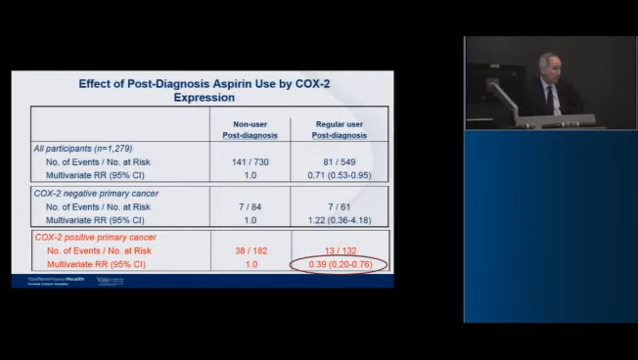 Effect of Post-Diagnosis Aspirin Use by COX-2
Expression
Non-user
Post-diagnosis
Regular user
Post-diagnosis
All participants (n=1,279)
No. of Events / No. at Risk 141 / 730 81 / 549
Multivariate RR (95% CI) 1.0 0.71 (0.53-0.95)
COX-2 negative primary cancer
No. of Events / No. at Risk 7 / 84 7 / 61
Multivariate RR (95% CI) 1.0 1.22 (0.36-4.18)
COX-2 positive primary cancer
No. of Events / No. at Risk 38 / 182 13 / 132
Multivariate RR (95% CI) 1.0 0.39 (0.20-0.76)
YaleNewHavenHealth
Smilow Cancer Hospital
Yale